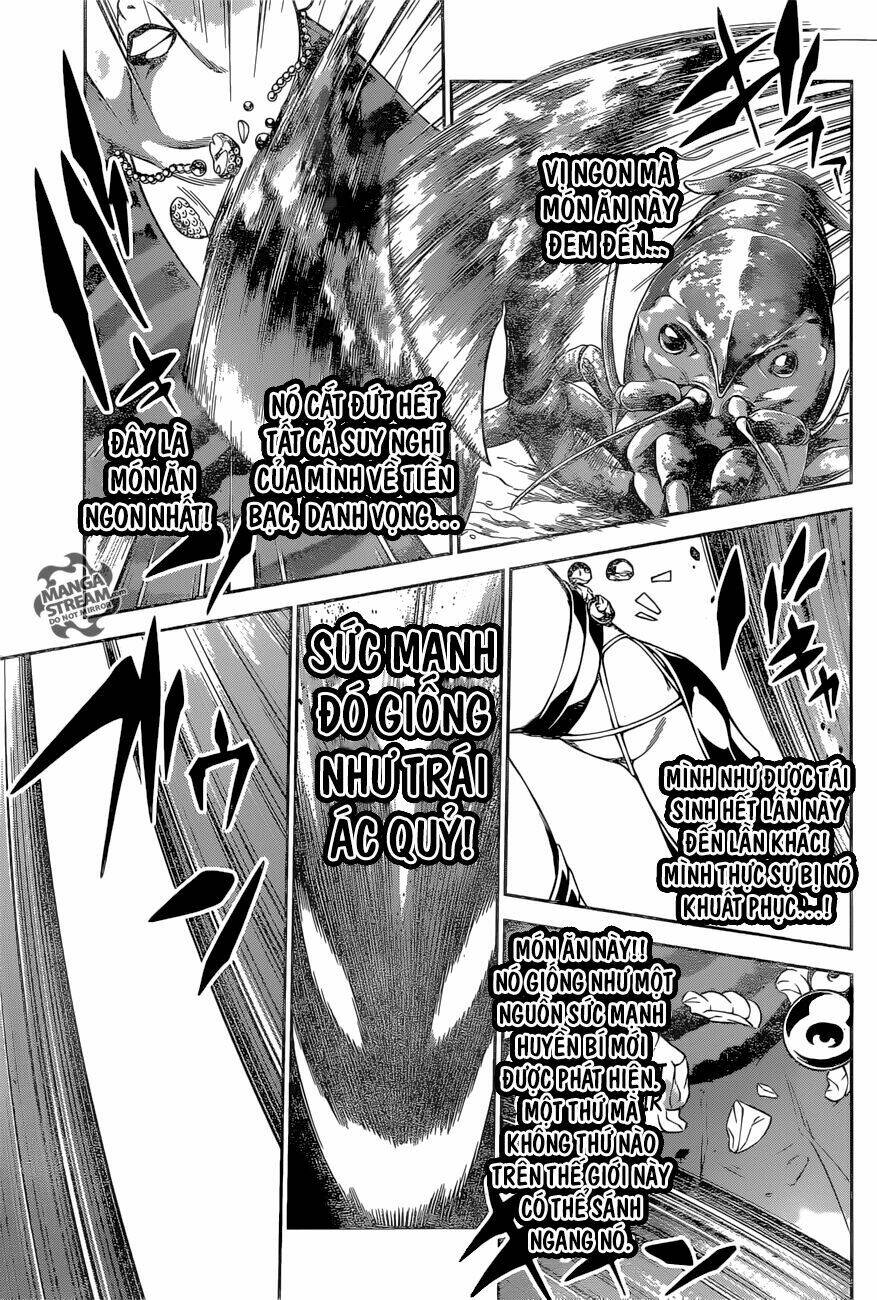 VỊ NGON MÀ
MÓN ĂN NÀY
ĐEM ĐẾN...
NÓ CẮT ĐỨT HẾT
TẤT CẢ SUY NGHĨ
CỦA MÌNH VỀ TIỀN
BẠC, DANH VỌNG...
ĐÂY LÀ
MÓN ĂN
NGON NHẤT!
MANGA
STREAM.com
DO NOT MIRROR
MÌNH NHƯ ĐƯỢC TÁI
SINH HẾT LẦN NÀY
ĐẾN LẦN KHÁC!
MÌNH THỰC SỰ BỊ NÓ
KHUẤT PHỤC...!
SỨC MẠNH
ĐÓ GIỐNG
NHƯ TRÁI
ÁC QUỶ!
MÓN ĂN NÀY!!
NÓ GIỐNG NHƯ MỘT
NGUỒN SỨC MẠNH
HUYỀN BÍ MỚI
ĐƯỢC PHÁT HIỆN.
MỘT THỨ MÀ
KHÔNG THỨ NÀO
TRÊN THẾ GIỚI NÀY
CÓ THỂ SÁNH
NGANG NÓ.